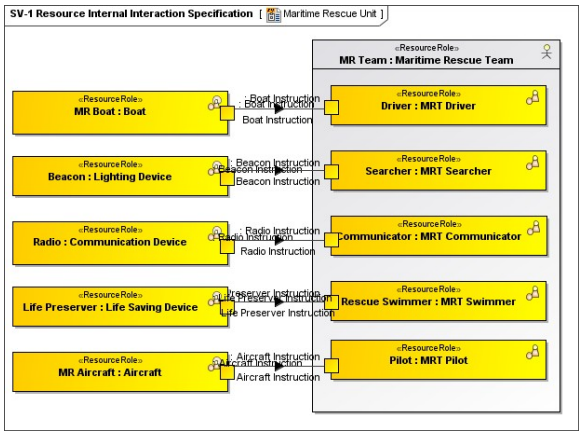 SV-1 Resource Internal Interaction Specification [ Maritime Rescue Unit ]
«ResourceRole»
MR Team : Maritime Rescue Team
«ResourceRole»
MR Boat : Boat
: Boat Instruction
: Boat Instruction
Boat Instruction
«ResourceRole»
Driver : MRT Driver
«ResourceRole»
Beacon : Lighting Device
: Beacon Instruction
Beacon Instruction
Beacon Instruction
«ResourceRole»
Searcher : MRT Searcher
«ResourceRole»
Radio : Communication Device
: Radio Instruction
Radio Instruction
Radio Instruction
«ResourceRole»
Communicator : MRT Communicator
«ResourceRole»
Life Preserver : Life Saving Device
Preserver Instruction
Life Preserver Instruction
Life Preserver Instruction
«ResourceRole»
Rescue Swimmer : MRT Swimmer
«ResourceRole»
MR Aircraft : Aircraft
: Aircraft Instruction
Aircraft Instruction
Aircraft Instruction
«ResourceRole»
Pilot : MRT Pilot